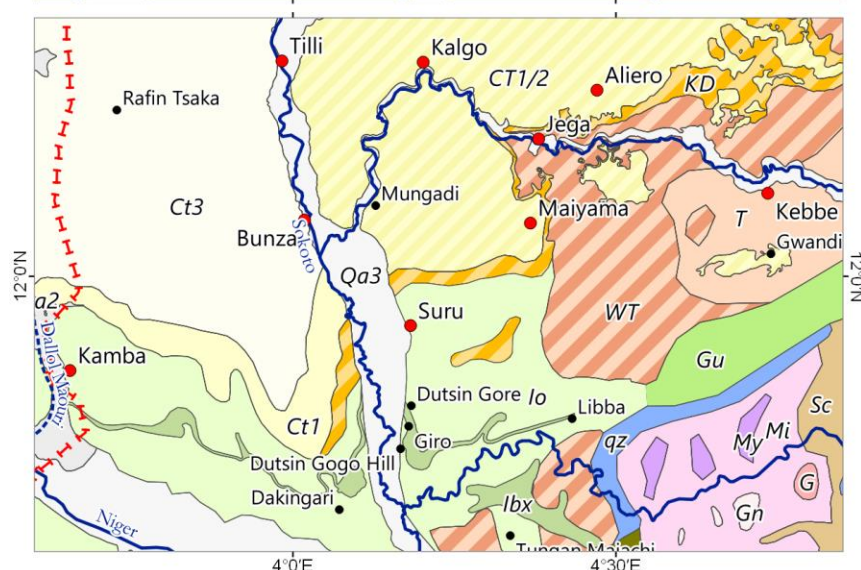 Tilli
Kalgo
CT1/2
Aliero
KD
Rafin Tsaka
Jega
Ct3
Mungadi
Maiyama
T
Kebbe
Bunza
Sokoto
Gwandi
Qa3
12°0'N
12°0'N
a2
Suru
WT
Dallol Maouri
Kamba
Gu
Dutsin Gore
Io
Libba
Sc
Ct1
Giro
qz
My
Mi
Dutsin Gogo Hill
Dakingari
Ibx
G
Gn
Niger
Tungan Majachi
4°0'E
4°30'E